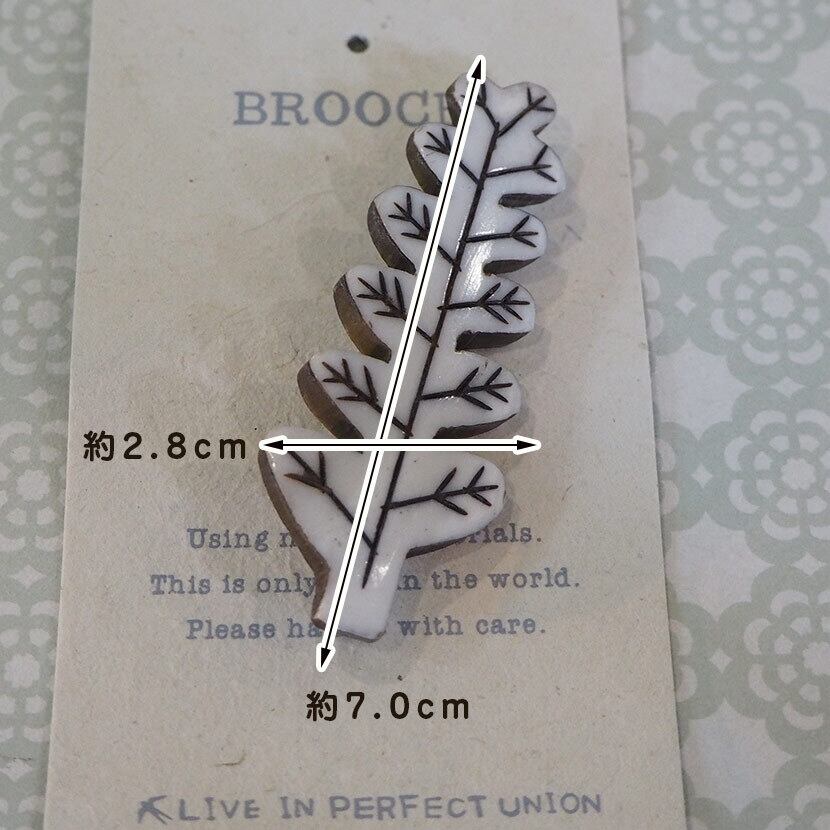 BROOC
約2.8cm
Using n rials.
This is only in the world.
Please ha with care.
約7.0cm
LIVE IN PERFECT UNION